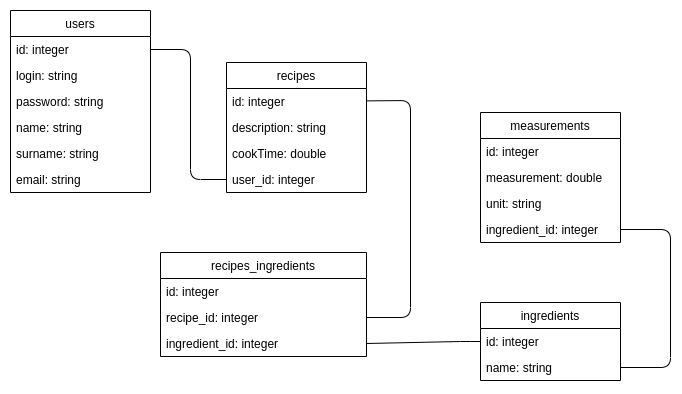 users
id: integer
login: string
password: string
name: string
surname: string
email: string
recipes
id: integer
description: string
cookTime: double
user_id: integer
measurements
id: integer
measurement: double
unit: string
ingredient_id: integer
recipes_ingredients
id: integer
recipe_id: integer
ingredient_id: integer
ingredients
id: integer
name: string